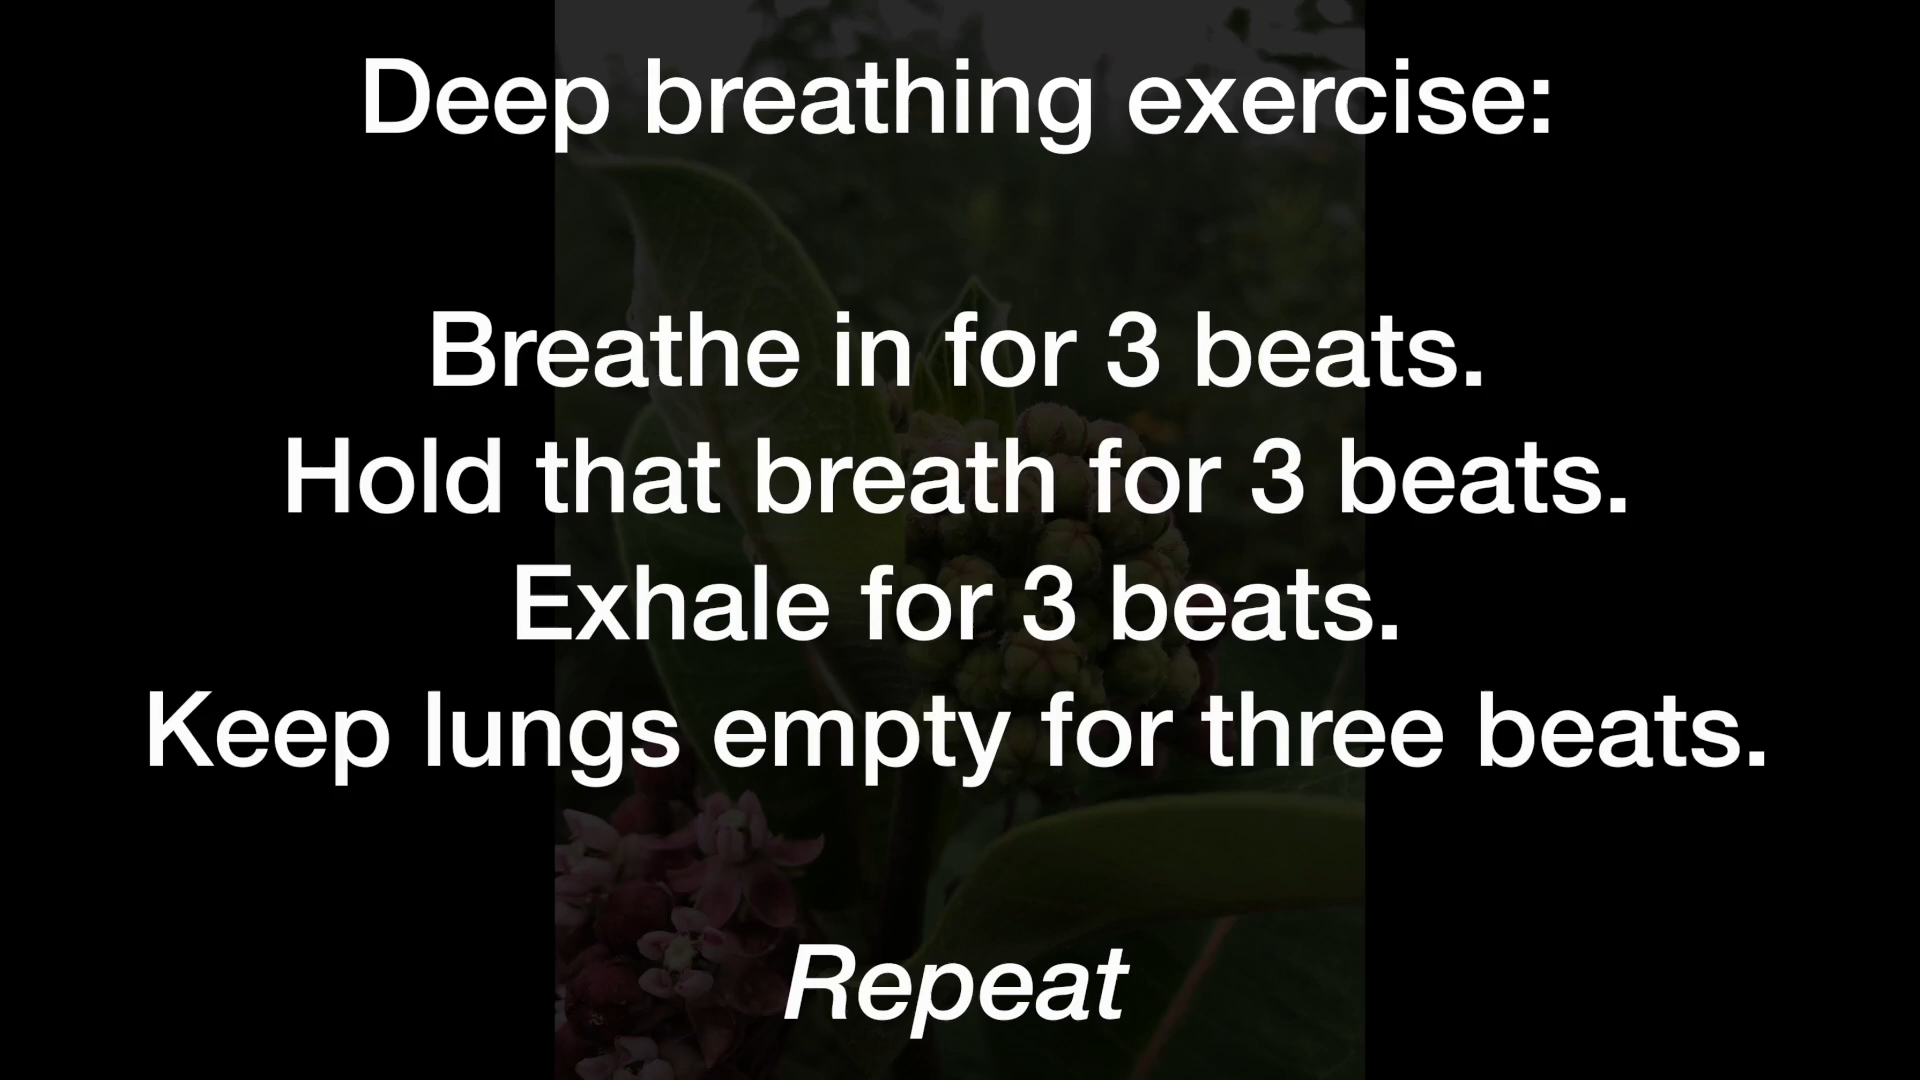 Deep breathing exercise:
Breathe in for 3 beats.
Hold that breath for 3 beats.
Exhale for 3 beats.
Keep lungs empty for three beats.
Repeat